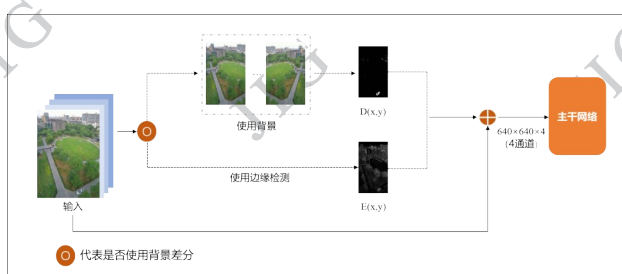 使用背景
D(x,y)
O
使用边缘检测
E(x,y)
输入
640×640×4
(4通道)
主干网络
O 代表是否使用背景差分
JIG